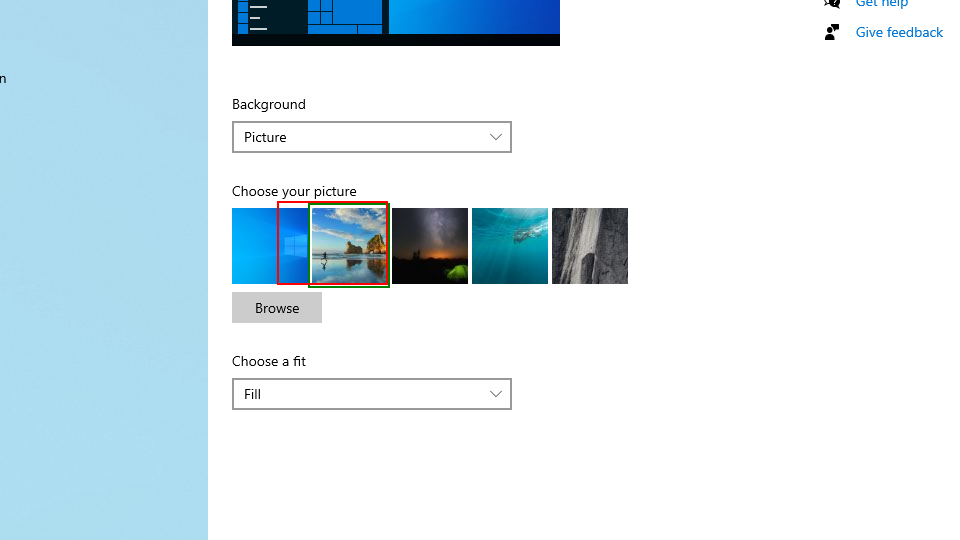 Get help
Give feedback
n
Background
Picture
Choose your picture
Browse
Choose a fit
Fill